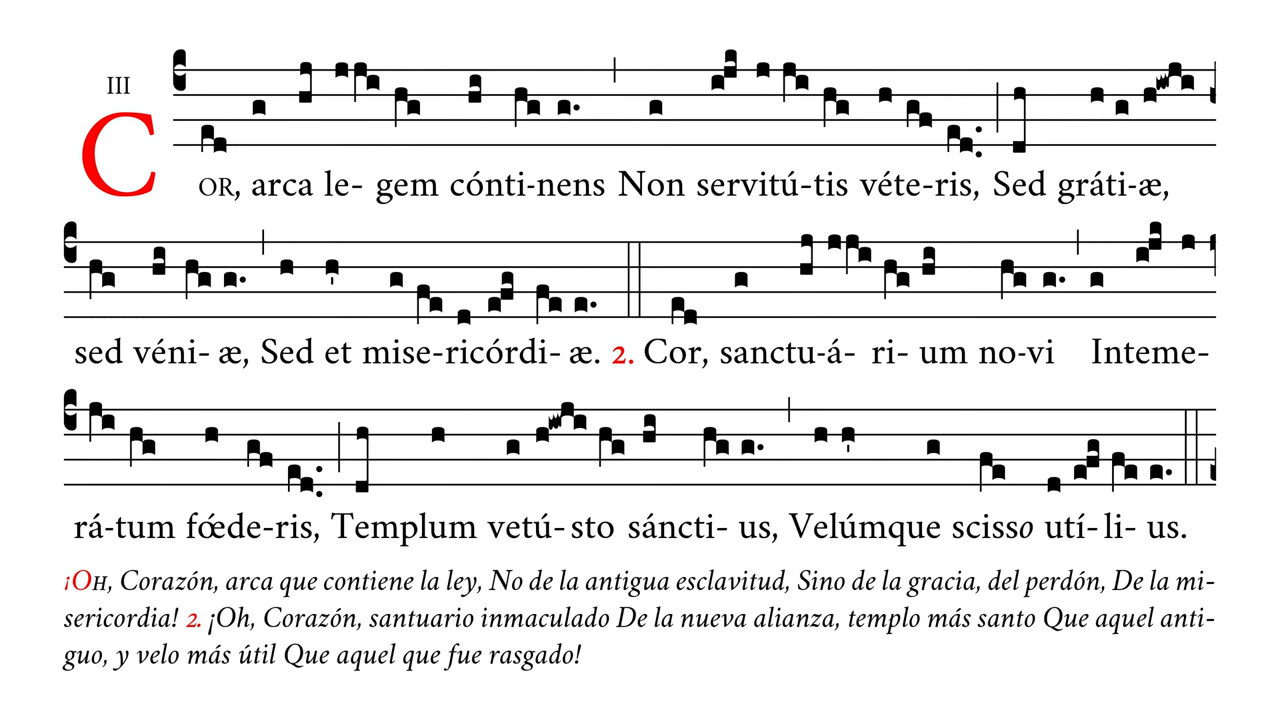 III
COR, arca le- gem cónti-nens Non servitú-tis véte-ris, Sed gráti-æ,
sed véni- æ, Sed et mise-ricórdi- æ. 2. Cor, sanctu-á- ri- um no-vi Inteme-
rá-tum fœ́de-ris, Templum vetú-sto sáncti- us, Velúmque scisso utí-li- us.
¡OH, Corazón, arca que contiene la ley, No de la antigua esclavitud, Sino de la gracia, del perdón, De la mi-
sericordia! 2. ¡Oh, Corazón, santuario inmaculado De la nueva alianza, templo más santo Que aquel anti-
guo, y velo más útil Que aquel que fue rasgado!